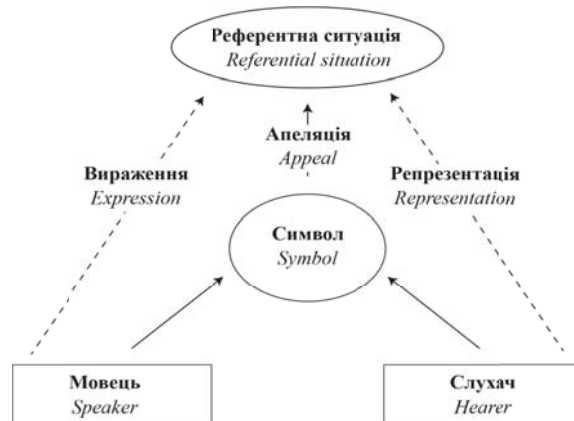 Референтна ситуація
Referential situation
Апеляція
Appeal
Вираження
Expression
Репрезентація
Representation
Символ
Symbol
Мовець
Speaker
Слухач
Hearer